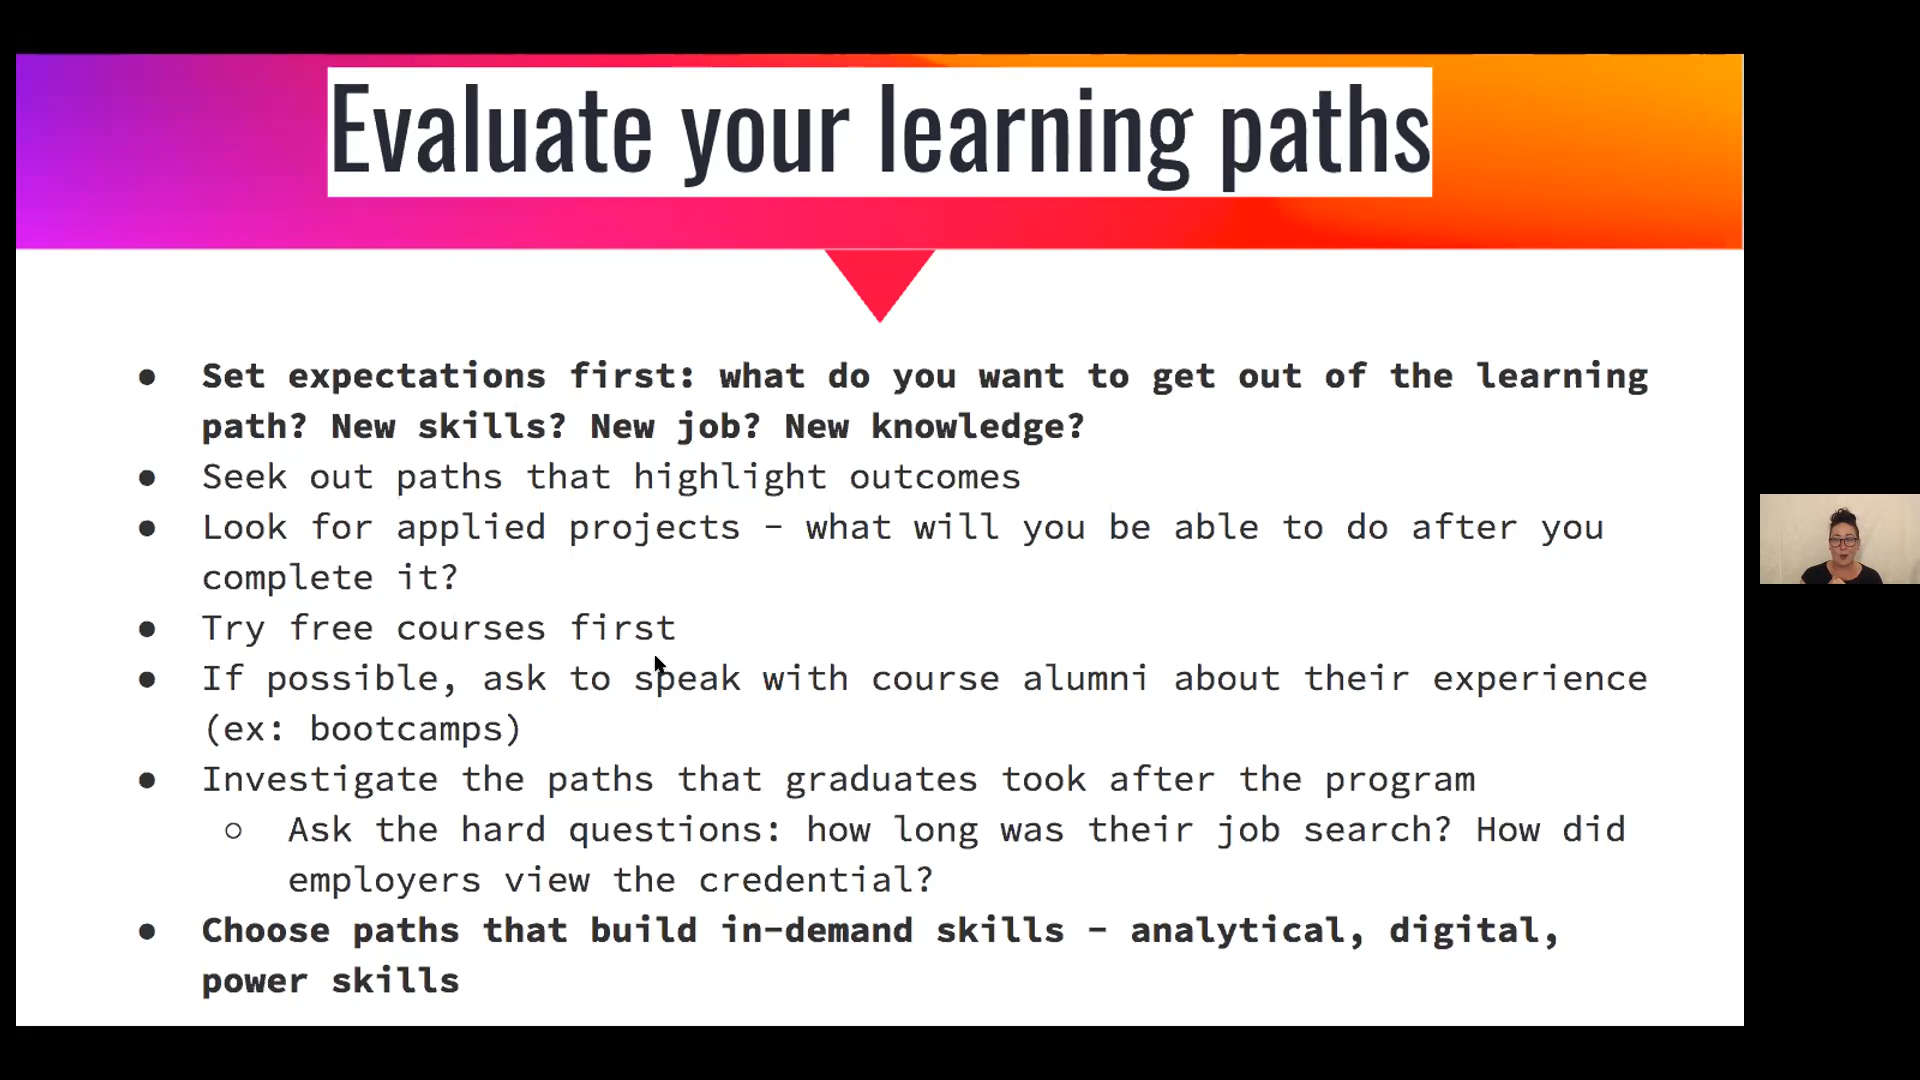 Evaluate your learning paths
● Set expectations first: what do you want to get out of the learning
path? New skills? New job? New knowledge?
● Seek out paths that highlight outcomes
● Look for applied projects - what will you be able to do after you
complete it?
● Try free courses first
● If possible, ask to speak with course alumni about their experience
(ex: bootcamps)
● Investigate the paths that graduates took after the program
○ Ask the hard questions: how long was their job search? How did
employers view the credential?
● Choose paths that build in-demand skills - analytical, digital,
power skills